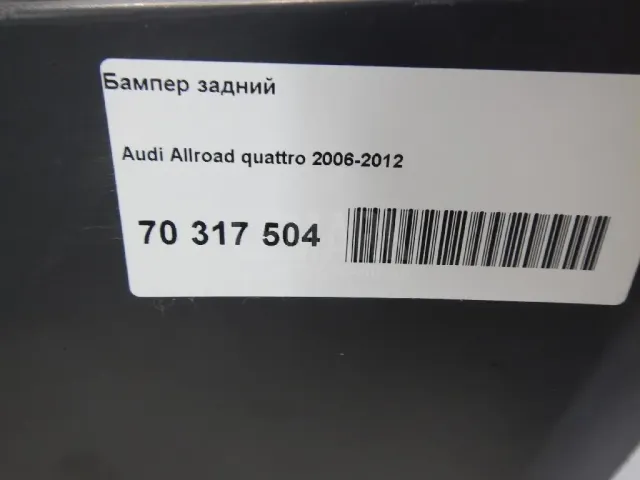 Бампер задний
Audi Allroad quattro 2006-2012
70 317 504